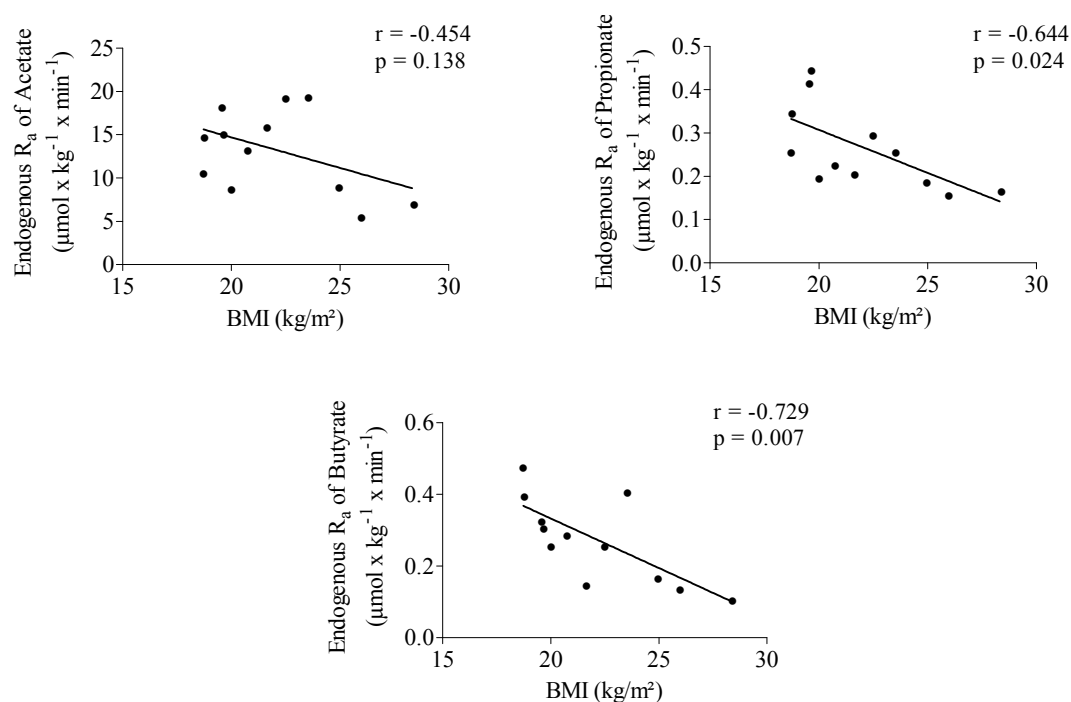 r = -0.454
p = 0.138
Endogenous Rₐ of Acetate
(µmol x kg⁻¹ x min⁻¹)
25
20
15
10
5
0
15 20 25 30
BMI (kg/m²)
r = -0.644
p = 0.024
Endogenous Rₐ of Propionate
(µmol x kg⁻¹ x min⁻¹)
0.5
0.4
0.3
0.2
0.1
0.0
15 20 25 30
BMI (kg/m²)
r = -0.729
p = 0.007
Endogenous Rₐ of Butyrate
(µmol x kg⁻¹ x min⁻¹)
0.6
0.4
0.2
0.0
15 20 25 30
BMI (kg/m²)